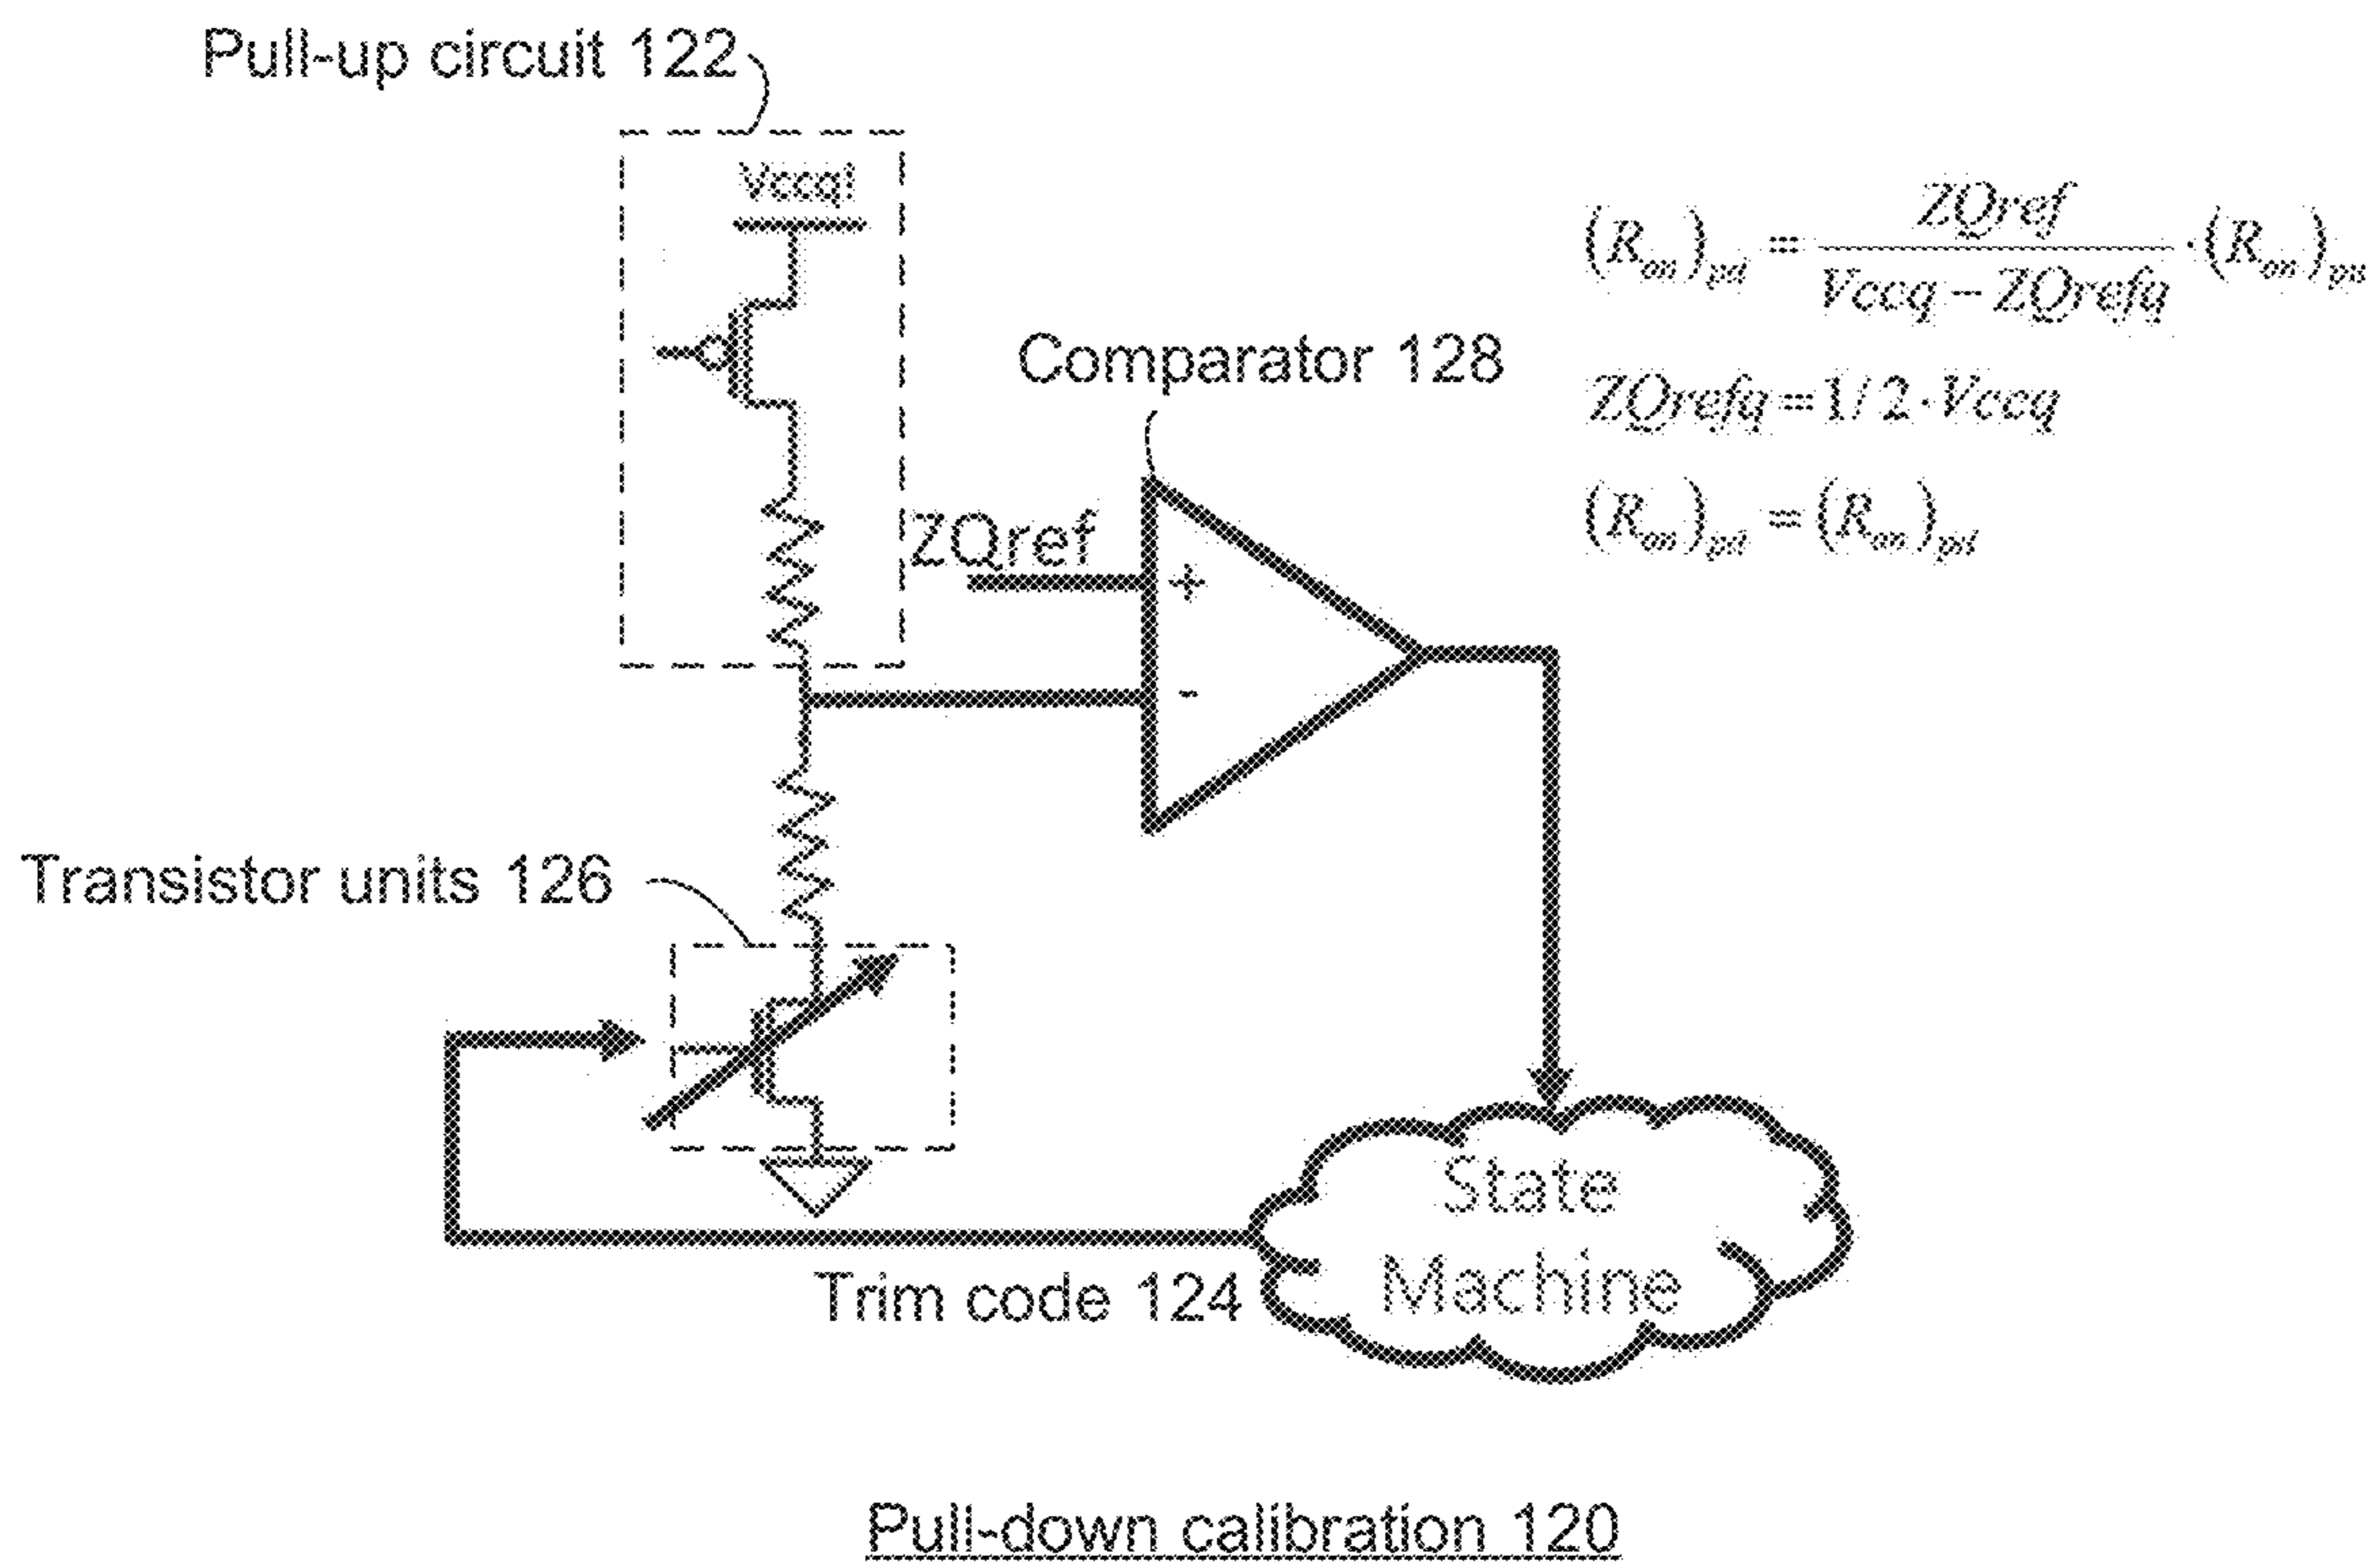 Pull-up circuit 122
Vccq!
(R_on)_pd = ZQref / Vccq − ZQrefq · (R_on)_pu
ZQrefq = 1/2 · Vccq
(R_on)_pd = (R_on)_pu
Comparator 128
ZQref
+
-
Transistor units 126
State
Machine
Trim code 124
Pull-down calibration 120